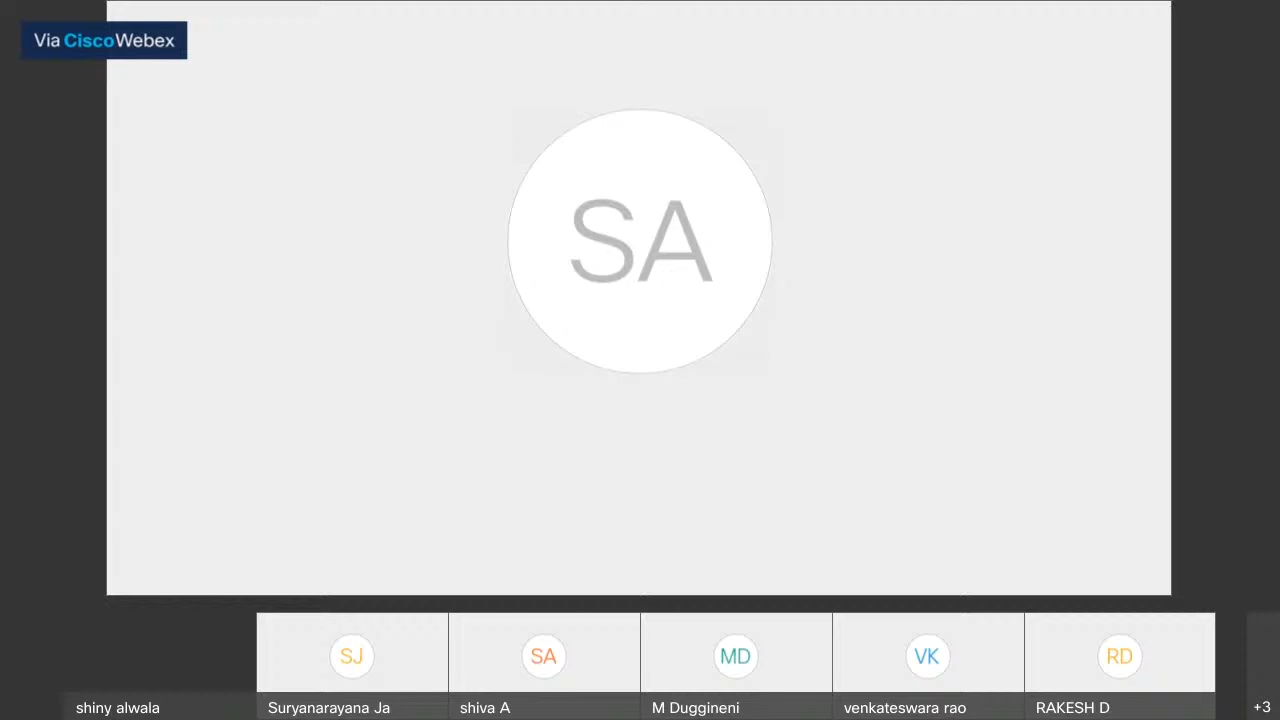 Via CiscoWebex
SA
SJ
SA
MD
VK
RD
shiny alwala
Suryanarayana Ja
shiva A
M Duggineni
venkateswara rao
RAKESH D
+3